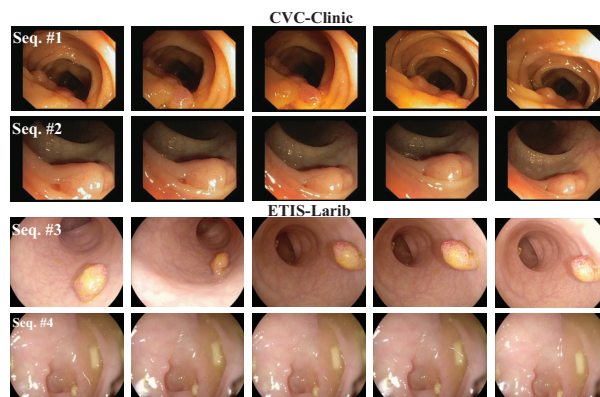 CVC-Clinic
Seq. #1
Seq. #2
ETIS-Larib
Seq. #3
Seq. #4